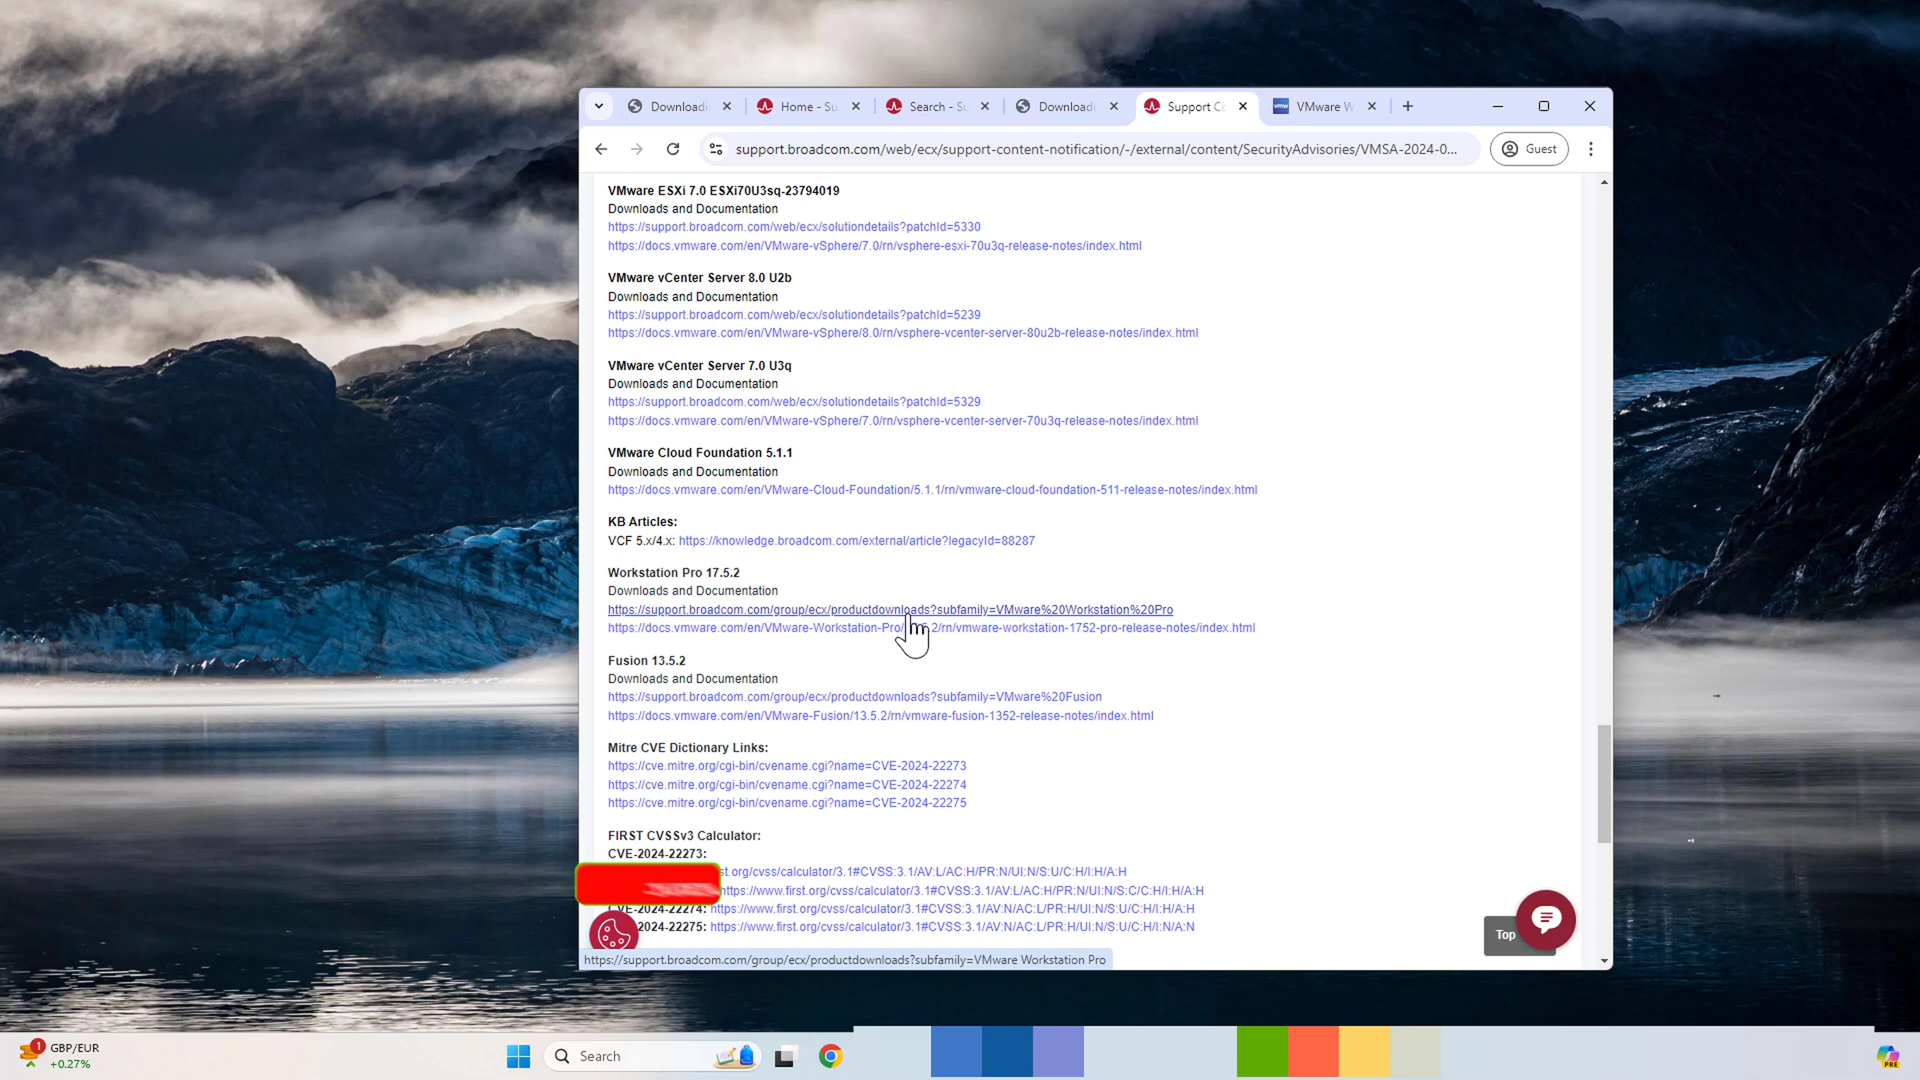 Downloadi
Home - Su
Search - Su
Downloadi
Support Co
VMware W
support.broadcom.com/web/ecx/support-content-notification/-/external/content/SecurityAdvisories/VMSA-2024-0...
Guest
VMware ESXi 7.0 ESXi70U3sq-23794019
Downloads and Documentation
https://support.broadcom.com/web/ecx/solutiondetails?patchId=5330
https://docs.vmware.com/en/VMware-vSphere/7.0/rn/vsphere-esxi-70u3q-release-notes/index.html
VMware vCenter Server 8.0 U2b
Downloads and Documentation
https://support.broadcom.com/web/ecx/solutiondetails?patchId=5239
https://docs.vmware.com/en/VMware-vSphere/8.0/rn/vsphere-vcenter-server-80u2b-release-notes/index.html
VMware vCenter Server 7.0 U3q
Downloads and Documentation
https://support.broadcom.com/web/ecx/solutiondetails?patchId=5329
https://docs.vmware.com/en/VMware-vSphere/7.0/rn/vsphere-vcenter-server-70u3q-release-notes/index.html
VMware Cloud Foundation 5.1.1
Downloads and Documentation
https://docs.vmware.com/en/VMware-Cloud-Foundation/5.1.1/rn/vmware-cloud-foundation-511-release-notes/index.html
KB Articles:
VCF 5.x/4.x: https://knowledge.broadcom.com/external/article?legacyId=88287
Workstation Pro 17.5.2
Downloads and Documentation
https://support.broadcom.com/group/ecx/productdownloads?subfamily=VMware%20Workstation%20Pro
https://docs.vmware.com/en/VMware-Workstation-Pro/ 5.2/rn/vmware-workstation-1752-pro-release-notes/index.html
Fusion 13.5.2
Downloads and Documentation
https://support.broadcom.com/group/ecx/productdownloads?subfamily=VMware%20Fusion
https://docs.vmware.com/en/VMware-Fusion/13.5.2/rn/vmware-fusion-1352-release-notes/index.html
Mitre CVE Dictionary Links:
https://cve.mitre.org/cgi-bin/cvename.cgi?name=CVE-2024-22273
https://cve.mitre.org/cgi-bin/cvename.cgi?name=CVE-2024-22274
https://cve.mitre.org/cgi-bin/cvename.cgi?name=CVE-2024-22275
FIRST CVSSv3 Calculator:
CVE-2024-22273:
st.org/cvss/calculator/3.1#CVSS:3.1/AV:L/AC:H/PR:N/UI:N/S:U/C:H/I:H/A:H
https://www.first.org/cvss/calculator/3.1#CVSS:3.1/AV:L/AC:H/PR:N/UI:N/S:C/C:H/I:H/A:H
CVE-2024-22274: https://www.first.org/cvss/calculator/3.1#CVSS:3.1/AV:N/AC:L/PR:H/UI:N/S:U/C:H/I:H/A:H
2024-22275: https://www.first.org/cvss/calculator/3.1#CVSS:3.1/AV:N/AC:L/PR:H/UI:N/S:U/C:H/I:N/A:N
Top
https://support.broadcom.com/group/ecx/productdownloads?subfamily=VMware Workstation Pro
1
GBP/EUR
+0.27%
Search
PRE